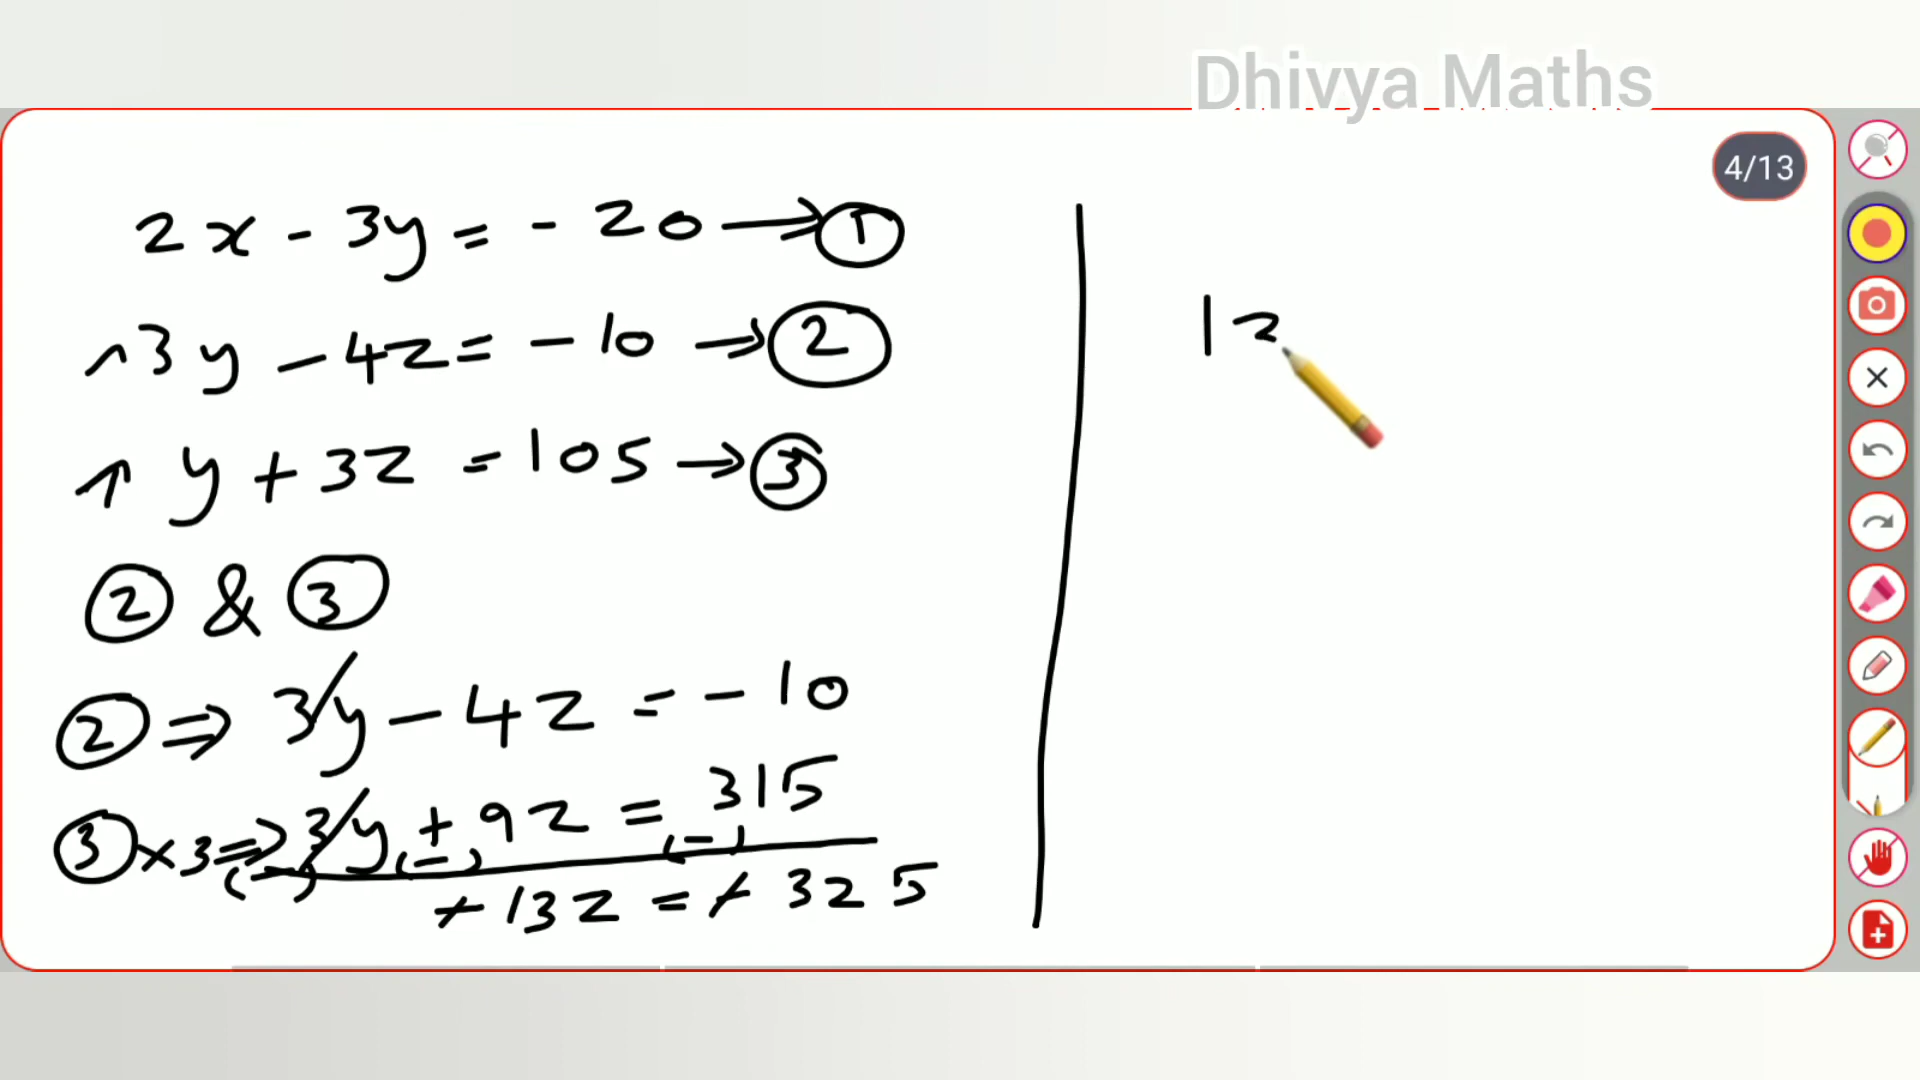 Dhivya Maths
4/13
2x - 3y = - 20 → ①
3y - 4z = - 10 → ②
y + 3z = 105 → ③
② & ③
② ⇒ 3y - 4z = - 10
③ × 3 ⇒ 3y + 9z = 315
(-) (-) (-)
- 13z = - 325
13